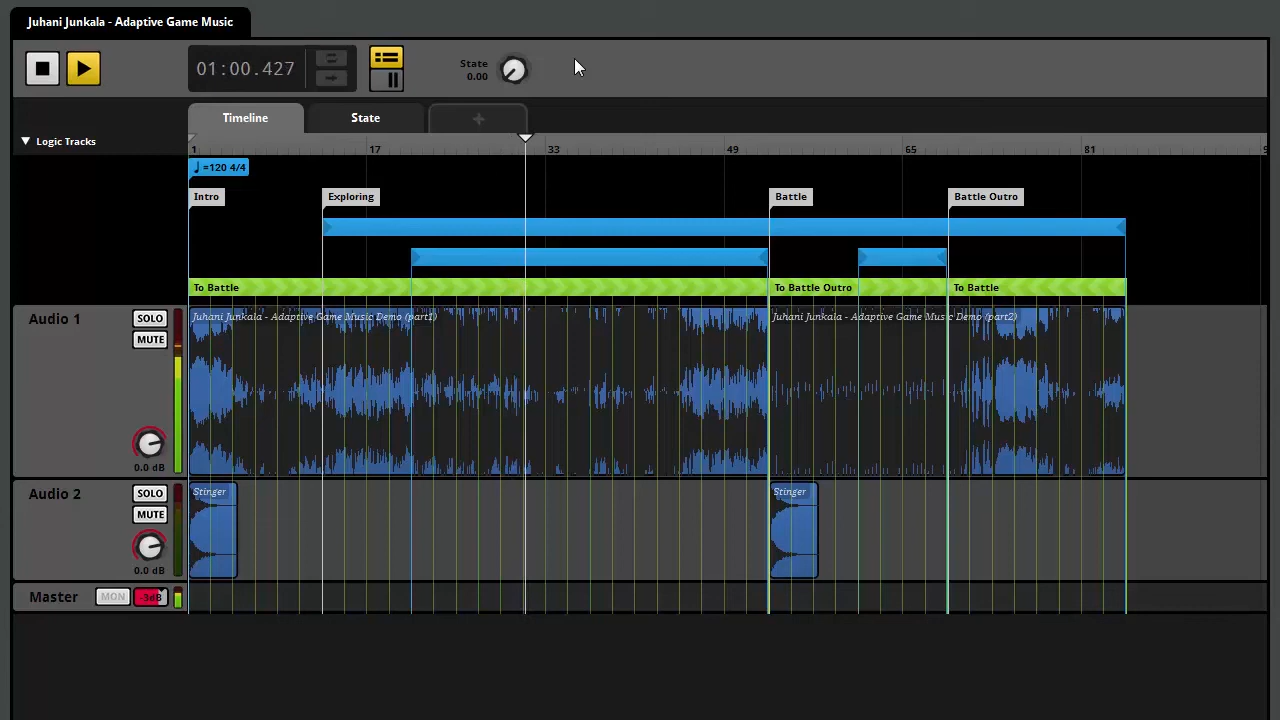 Juhani Junkala - Adaptive Game Music
01:00.427
State
0.00
Timeline
State
+
Logic Tracks
1 17 33 49 65 81
♩=120 4/4
Intro
Exploring
Battle
Battle Outro
To Battle
To Battle Outro
To Battle
Audio 1
SOLO
MUTE
0.0 dB
Juhani Junkala - Adaptive Game Music Demo (part1)
Juhani Junkala - Adaptive Game Music Demo (part2)
Audio 2
SOLO
MUTE
0.0 dB
Stinger
Stinger
Master
MON
-3dB